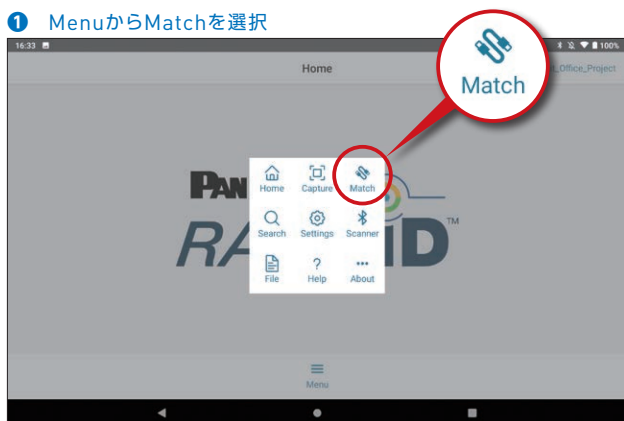 ❶ MenuからMatchを選択
16:33
100%
Home
_Office_Project
Match
PAN
RA
ID
TM
Home Capture Match
Search Settings Scanner
File Help About
Menu